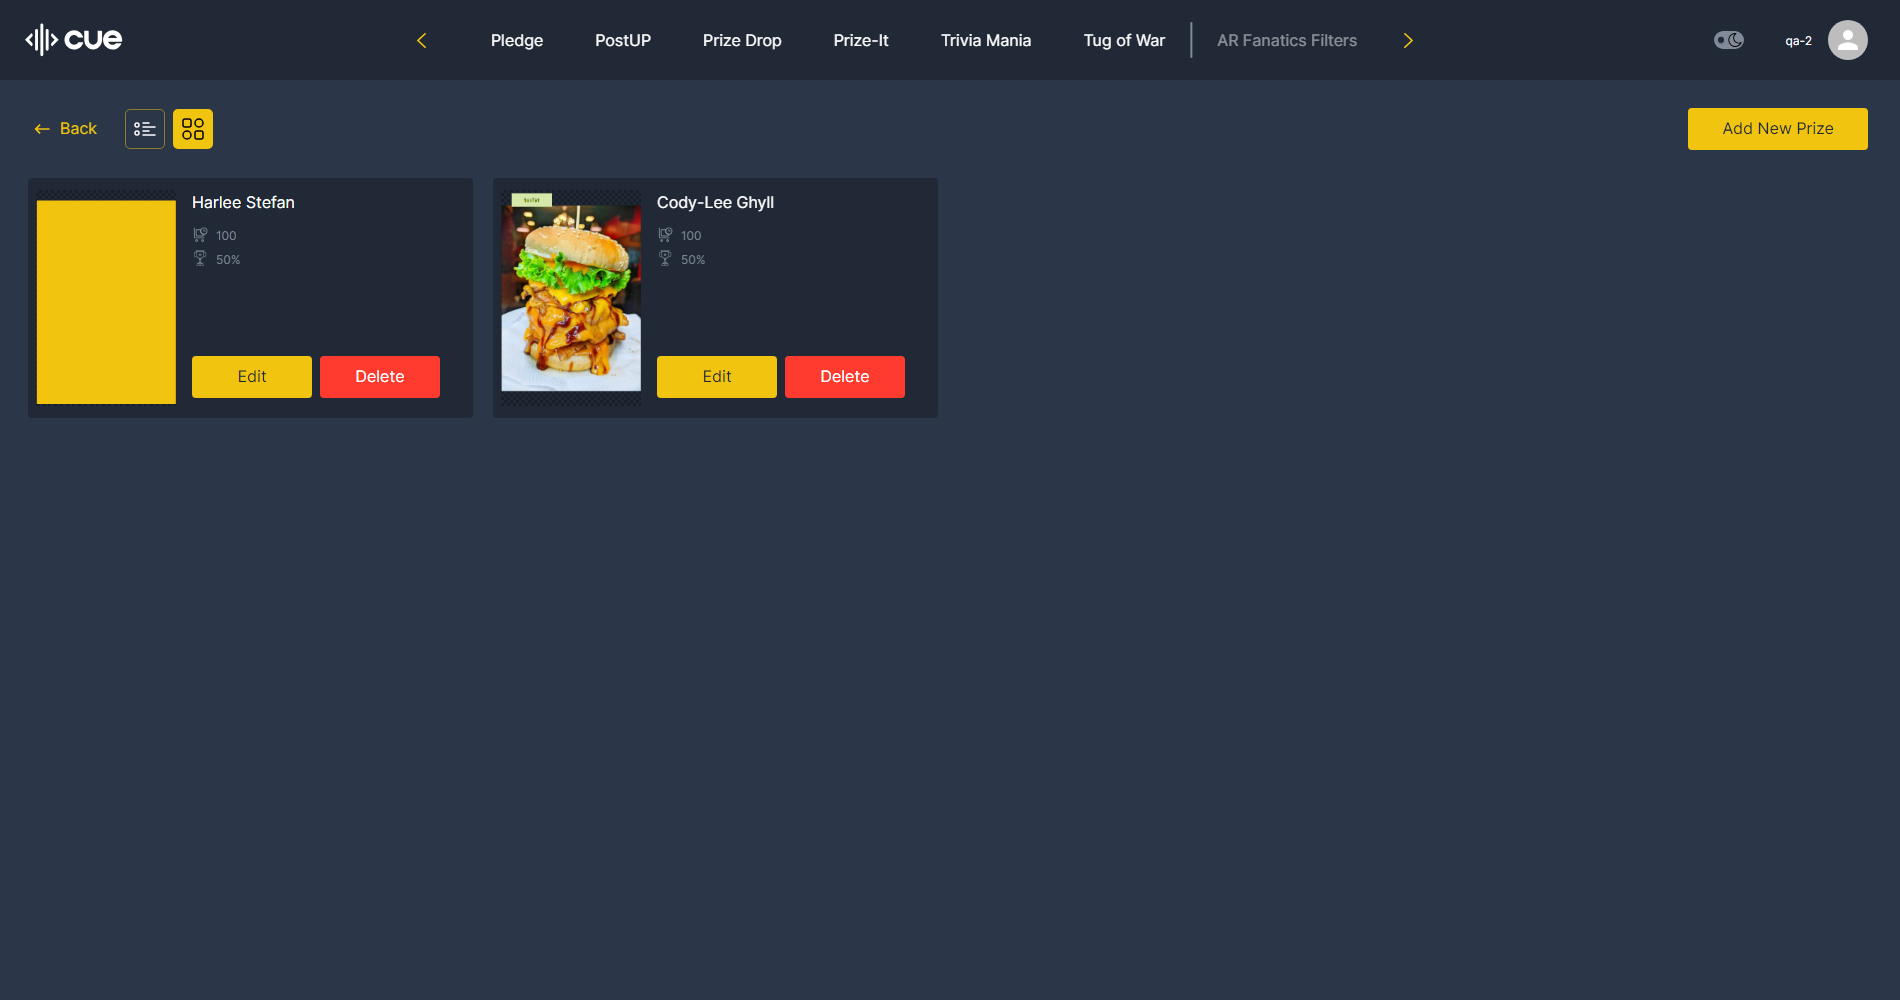 cue
Pledge
PostUP
Prize Drop
Prize-It
Trivia Mania
Tug of War
AR Fanatics Filters
qa-2
Back
Add New Prize
Harlee Stefan
100
50%
Edit
Delete
Cody-Lee Ghyll
100
50%
Edit
Delete